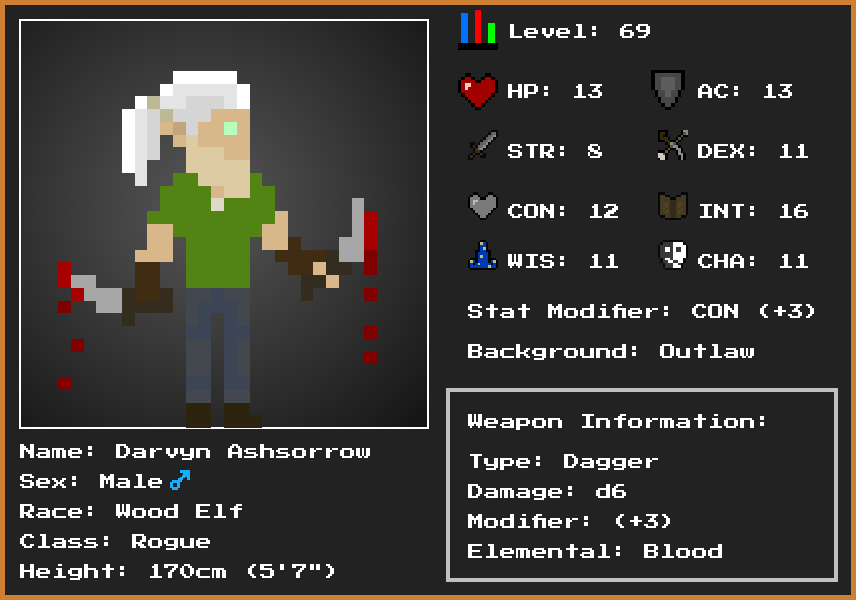 Level: 69
HP: 13 AC: 13
STR: 8 DEX: 11
CON: 12 INT: 16
WIS: 11 CHA: 11
Stat Modifier: CON (+3)
Background: Outlaw
Name: Darvyn Ashsorrow
Sex: Male♂
Race: Wood Elf
Class: Rogue
Height: 170cm (5'7")
Weapon Information:
Type: Dagger
Damage: d6
Modifier: (+3)
Elemental: Blood